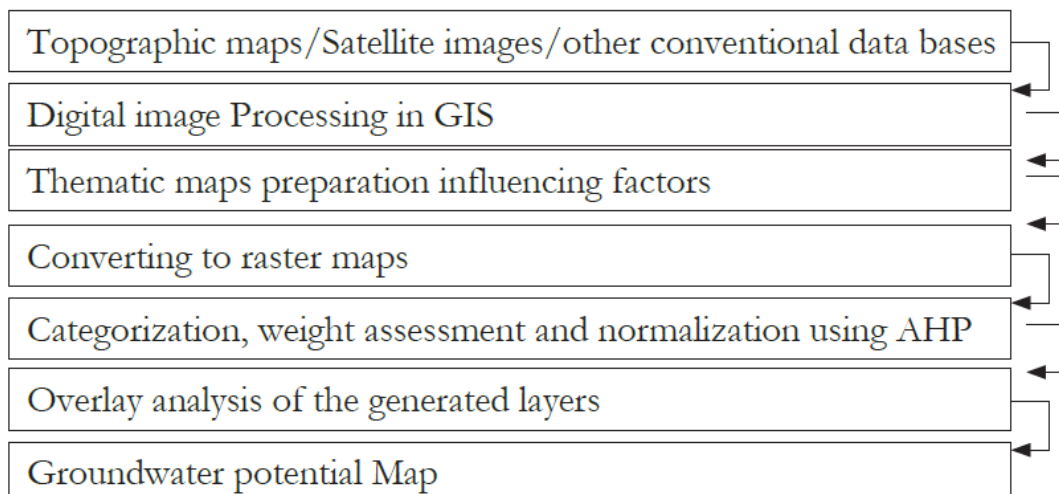 Topographic maps/Satellite images/other conventional data bases
Digital image Processing in GIS
Thematic maps preparation influencing factors
Converting to raster maps
Categorization, weight assessment and normalization using AHP
Overlay analysis of the generated layers
Groundwater potential Map